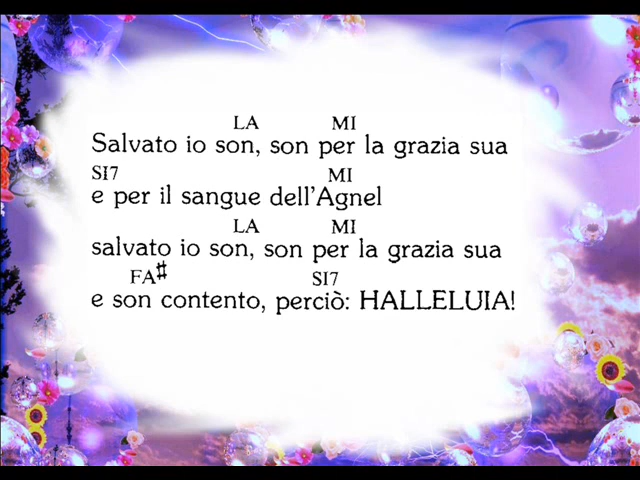 LA MI
Salvato io son, son per la grazia sua
SI7 MI
e per il sangue dell'Agnel
LA MI
salvato io son, son per la grazia sua
FA♯ SI7
e son contento, perciò: HALLELUIA!